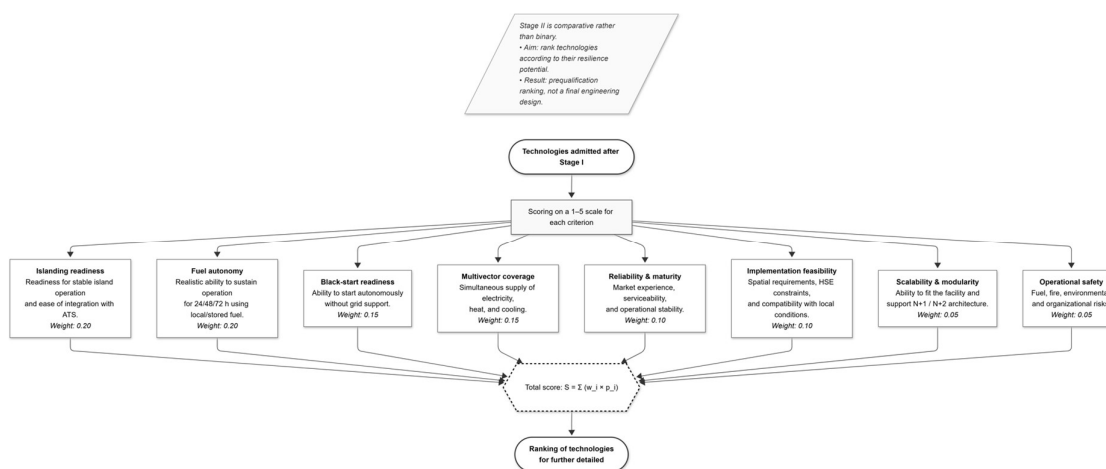 Stage II is comparative rather
than binary.
• Aim: rank technologies
according to their resilience
potential.
• Result: prequalification
ranking, not a final engineering
design.
Technologies admitted after
Stage I
Scoring on a 1–5 scale for
each criterion
Islanding readiness
Readiness for stable island
operation
and ease of integration with
ATS.
Weight: 0.20
Fuel autonomy
Realistic ability to sustain
operation
for 24/48/72 h using
local/stored fuel.
Weight: 0.20
Black-start readiness
Ability to start autonomously
without grid support.
Weight: 0.15
Multivector coverage
Simultaneous supply of
electricity,
heat, and cooling.
Weight: 0.15
Reliability & maturity
Market experience,
serviceability,
and operational stability.
Weight: 0.10
Implementation feasibility
Spatial requirements, HSE
constraints,
and compatibility with local
conditions.
Weight: 0.10
Scalability & modularity
Ability to fit the facility and
support N+1 / N+2 architecture.
Weight: 0.05
Operational safety
Fuel, fire, environmenta
and organizational risks
Weight: 0.05
Total score: S = Σ (w_i × p_i)
Ranking of technologies
for further detailed